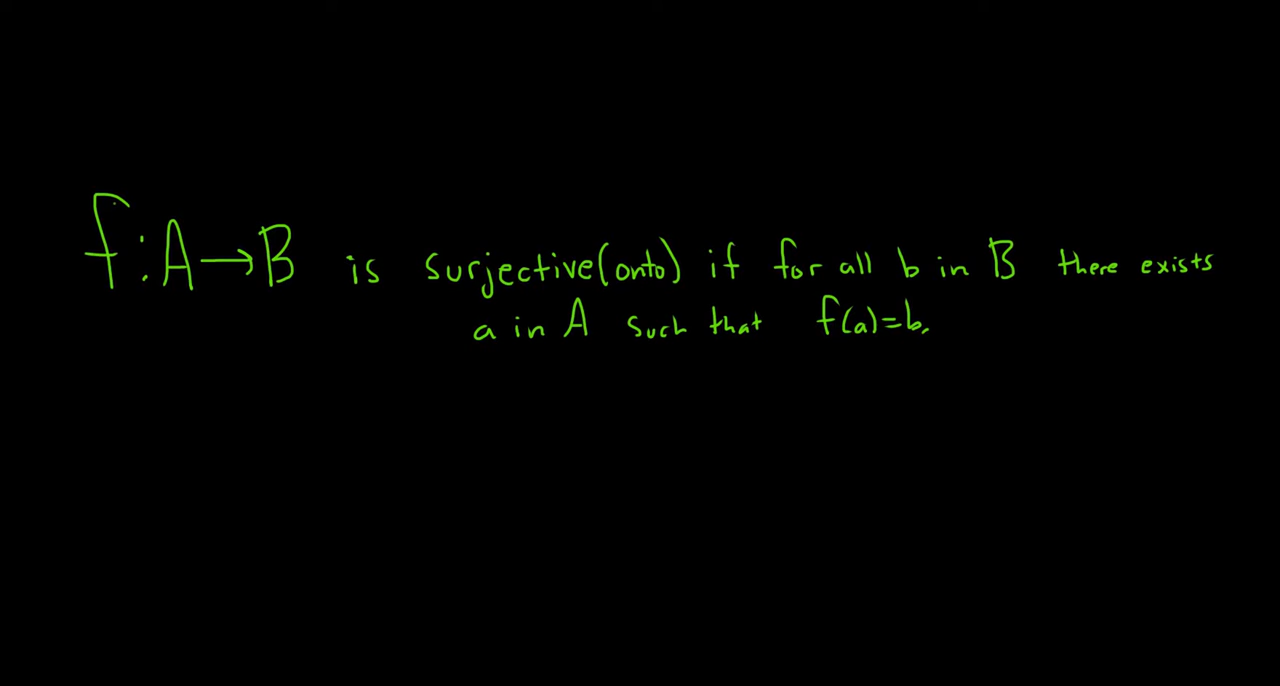 f:A→B is surjective(onto) if for all b in B there exists
a in A such that f(a)=b.